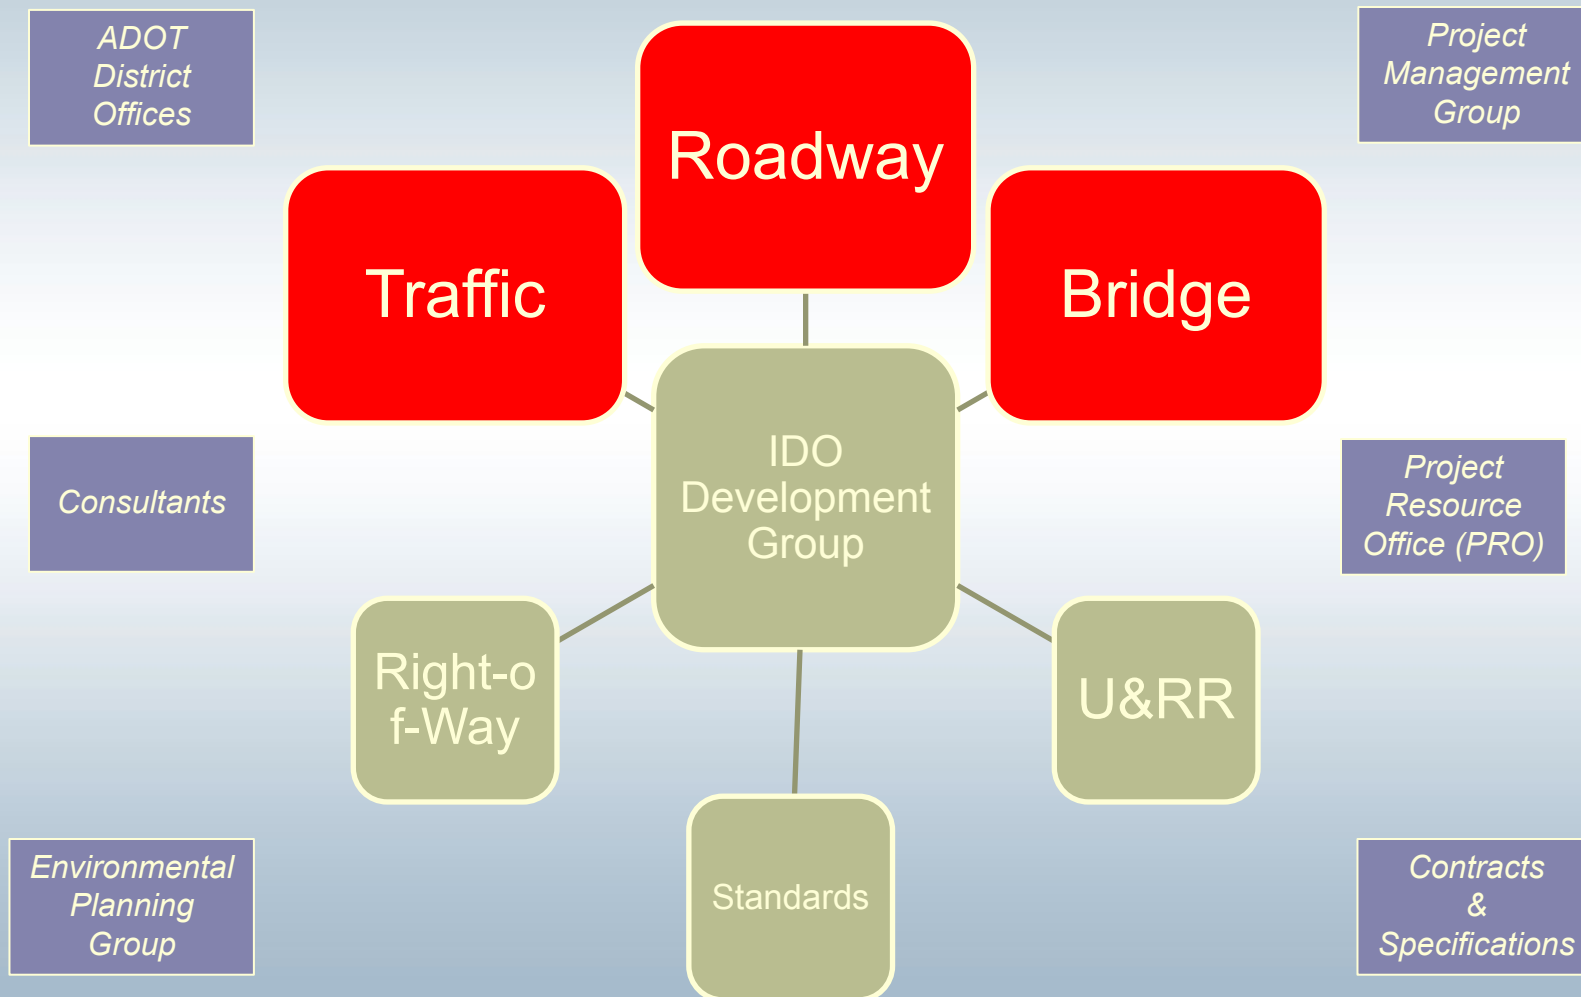 ADOT
District
Offices
Roadway
Project
Management
Group
Traffic
Bridge
IDO
Development
Group
Consultants
Project
Resource
Office (PRO)
Right-o
f-Way
U&RR
Standards
Environmental
Planning
Group
Contracts
&
Specifications